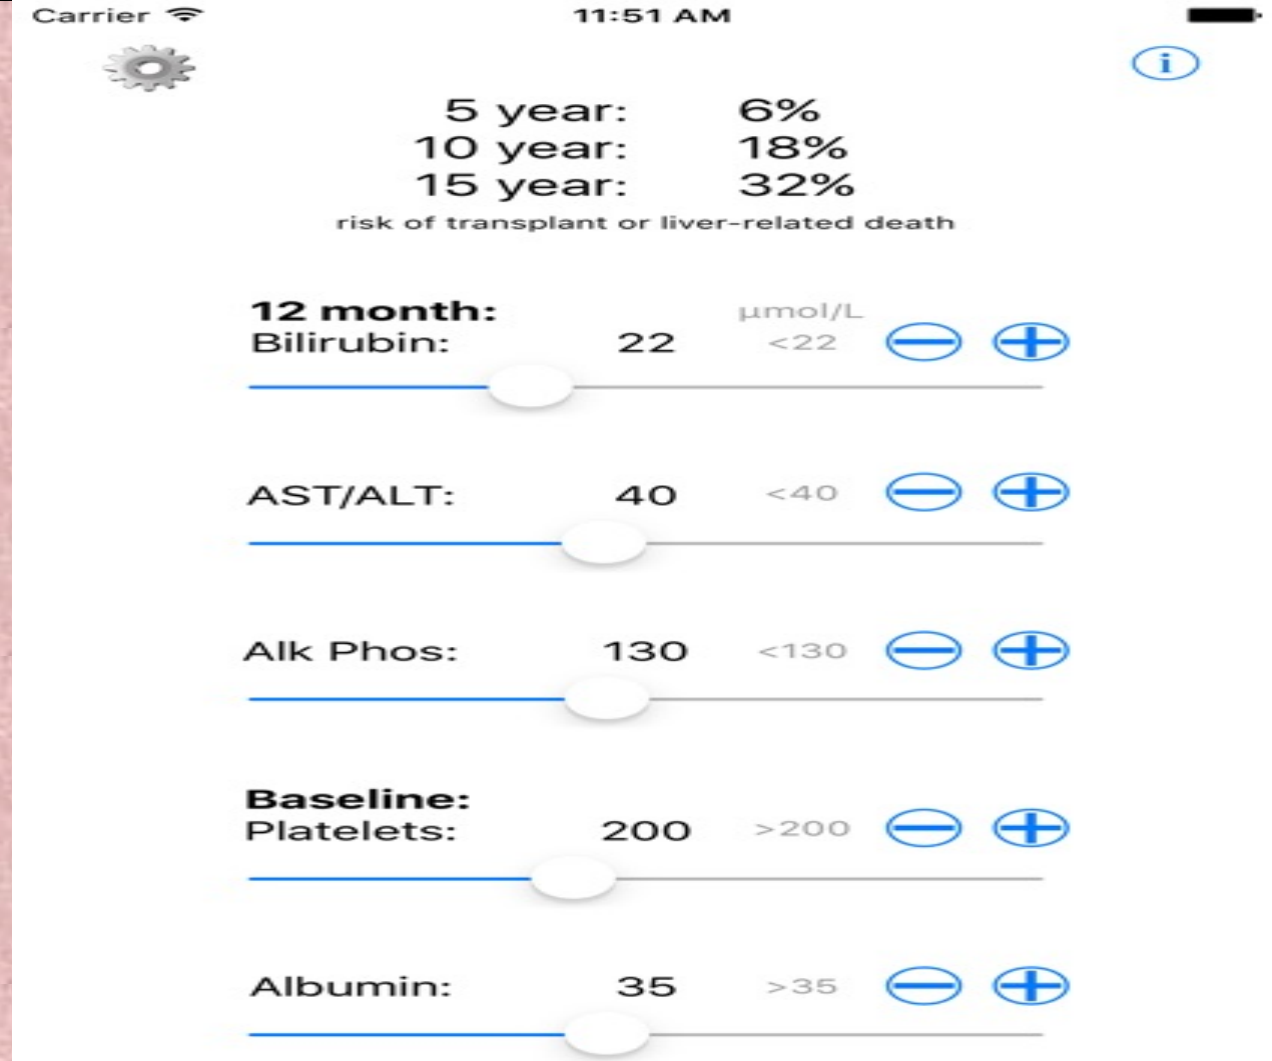 Carrier 11:51 AM
i
5 year: 6%
10 year: 18%
15 year: 32%
risk of transplant or liver-related death
12 month: μmol/L
Bilirubin: 22 <22
AST/ALT: 40 <40
Alk Phos: 130 <130
Baseline:
Platelets: 200 >200
Albumin: 35 >35